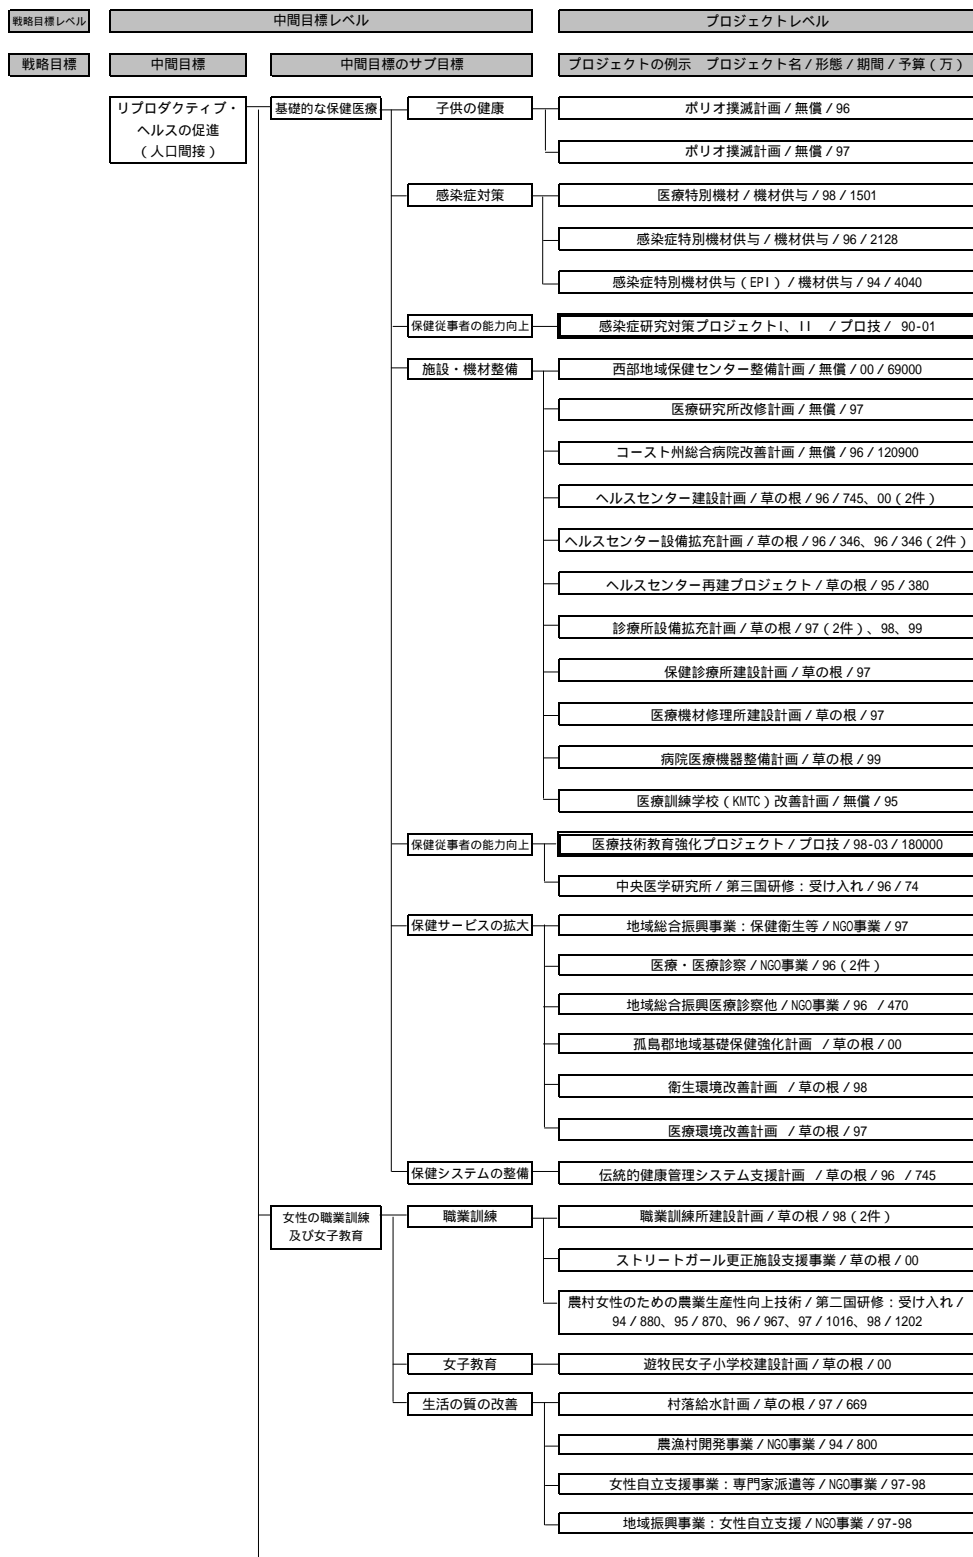 戦略目標レベル 中間目標レベル プロジェクトレベル
戦略目標 中間目標 中間目標のサブ目標 プロジェクトの例示 プロジェクト名/形態/期間/予算(万)
リプロダクティブ・
ヘルスの促進
(人口間接)
基礎的な保健医療
子供の健康
ポリオ撲滅計画/無償/96
ポリオ撲滅計画/無償/97
感染症対策
医療特別機材/機材供与/98/1501
感染症特別機材供与/機材供与/96/2128
感染症特別機材供与(EPI)/機材供与/94/4040
保健従事者の能力向上
感染症研究対策プロジェクトI、II /プロ技/ 90-01
施設・機材整備
西部地域保健センター整備計画/無償/00/69000
医療研究所改修計画/無償/97
コースト州総合病院改善計画/無償/96/120900
ヘルスセンター建設計画/草の根/96/745、00(2件)
ヘルスセンター設備拡充計画/草の根/96/346、96/346(2件)
ヘルスセンター再建プロジェクト/草の根/95/380
診療所設備拡充計画/草の根/97(2件)、98、99
保健診療所建設計画/草の根/97
医療機材修理所建設計画/草の根/97
病院医療機器整備計画/草の根/99
医療訓練学校(KMTC)改善計画/無償/95
保健従事者の能力向上
医療技術教育強化プロジェクト/プロ技/98-03/180000
中央医学研究所/第三国研修:受け入れ/96/74
保健サービスの拡大
地域総合振興事業:保健衛生等/NGO事業/97
医療・医療診察/NGO事業/96(2件)
地域総合振興医療診察他/NGO事業/96 /470
孤島郡地域基礎保健強化計画 /草の根/00
衛生環境改善計画 /草の根/98
医療環境改善計画 /草の根/97
保健システムの整備
伝統的健康管理システム支援計画 /草の根/96 /745
女性の職業訓練
及び女子教育
職業訓練
職業訓練所建設計画/草の根/98(2件)
ストリートガール更正施設支援事業/草の根/00
農村女性のための農業生産性向上技術/第二国研修:受け入れ/
94/880、95/870、96/967、97/1016、98/1202
女子教育
遊牧民女子小学校建設計画/草の根/00
生活の質の改善
村落給水計画/草の根/97/669
農漁村開発事業/NGO事業/94/800
女性自立支援事業:専門家派遣等/NGO事業/97-98
地域振興事業:女性自立支援/NGO事業/97-98